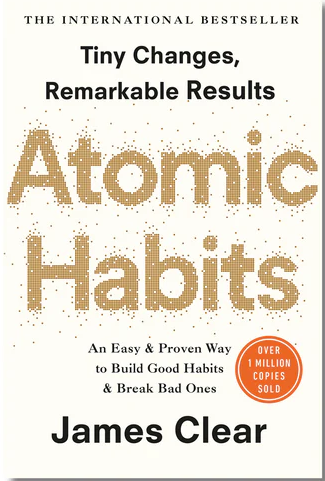 THE INTERNATIONAL BESTSELLER
Tiny Changes,
Remarkable Results
Atomic
Habits
An Easy & Proven Way
to Build Good Habits
& Break Bad Ones
OVER
1 MILLION
COPIES
SOLD
James Clear